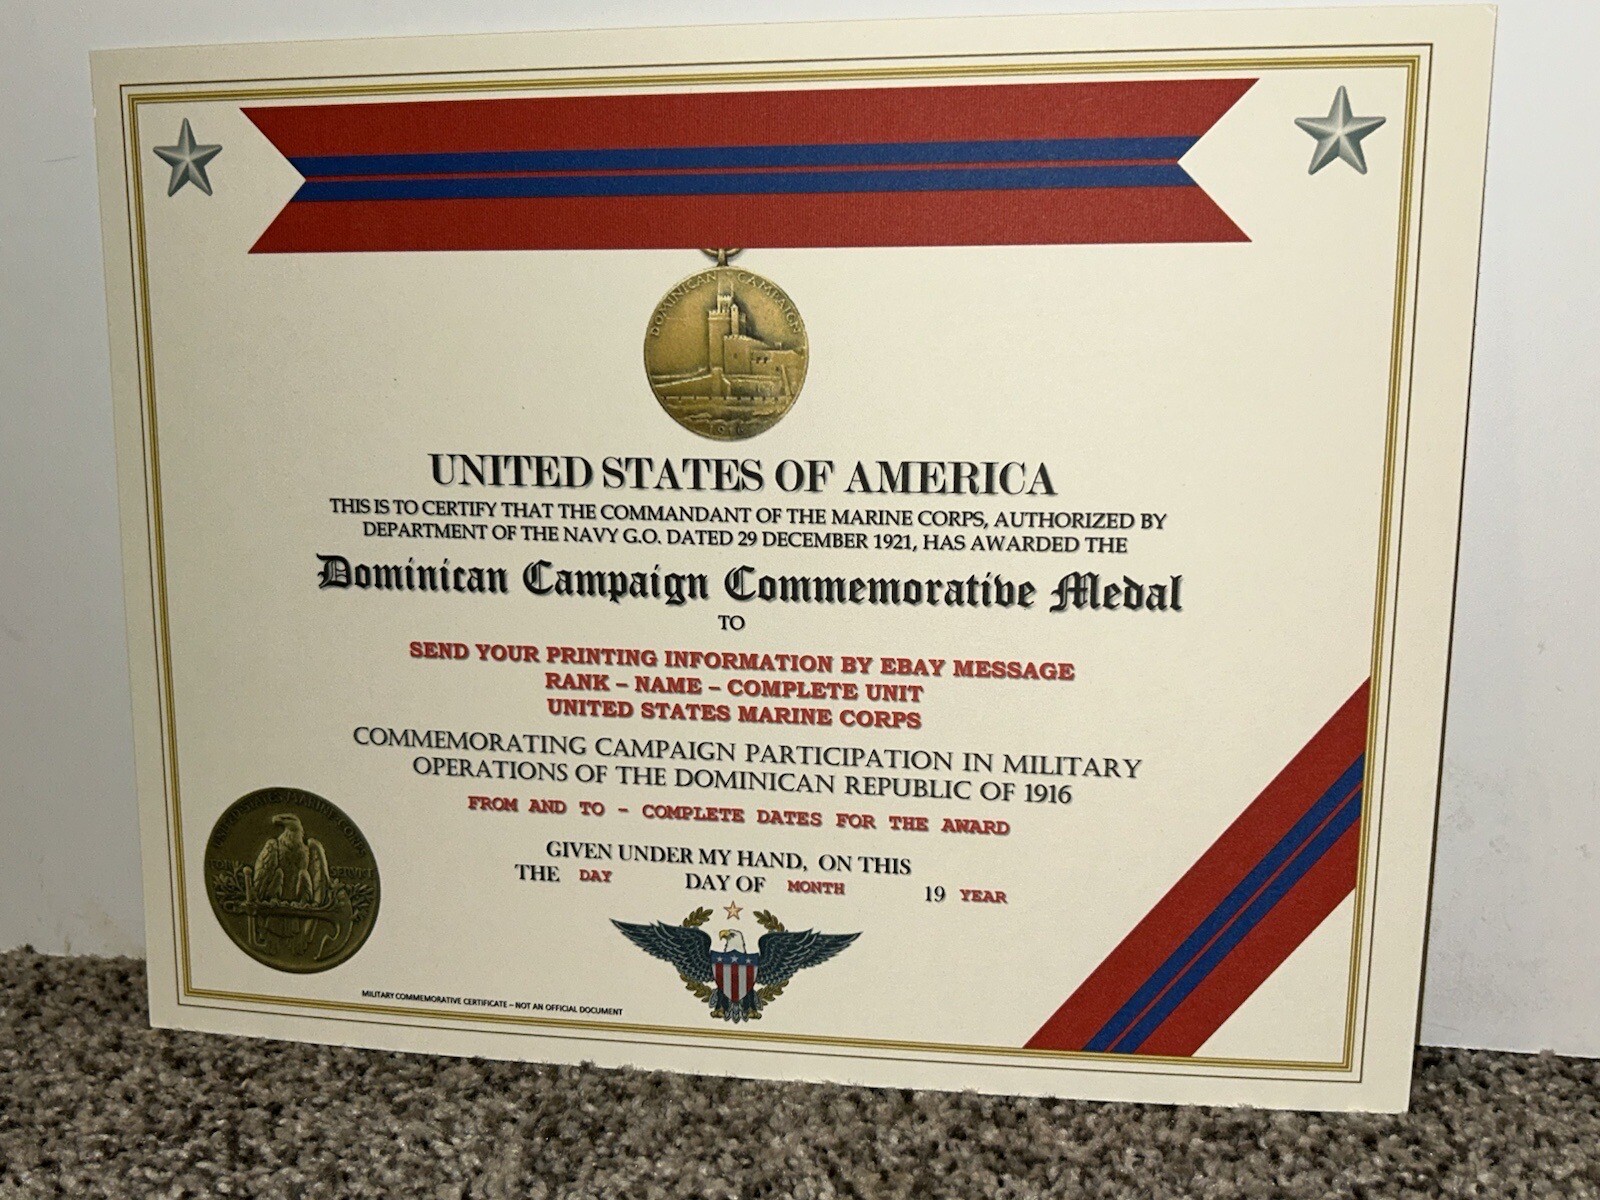 DOMINICAN CAMPAIGN
UNITED STATES OF AMERICA
THIS IS TO CERTIFY THAT THE COMMANDANT OF THE MARINE CORPS, AUTHORIZED BY
DEPARTMENT OF THE NAVY G.O. DATED 29 DECEMBER 1921, HAS AWARDED THE
Dominican Campaign Commemorative Medal
TO
SEND YOUR PRINTING INFORMATION BY EBAY MESSAGE
RANK – NAME – COMPLETE UNIT
UNITED STATES MARINE CORPS
COMMEMORATING CAMPAIGN PARTICIPATION IN MILITARY
OPERATIONS OF THE DOMINICAN REPUBLIC OF 1916
FROM AND TO – COMPLETE DATES FOR THE AWARD
GIVEN UNDER MY HAND, ON THIS
THE DAY DAY OF MONTH 19 YEAR
UNITED STATES MARINE CORPS
FOR SERVICE
MILITARY COMMEMORATIVE CERTIFICATE – NOT AN OFFICIAL DOCUMENT